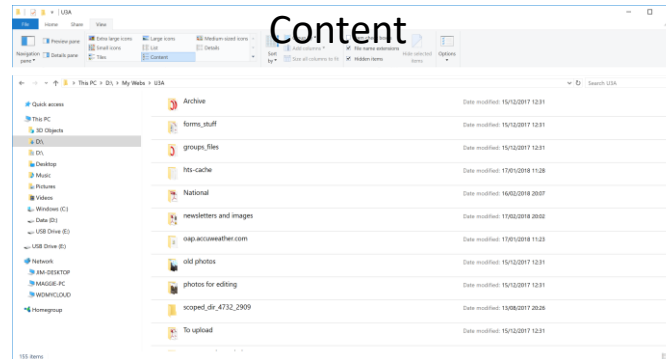 U3A
Content
File Home Share View
Preview pane
Details pane
Navigation pane
Extra large icons Large icons Medium-sized icons
Small icons List Details
Tiles Content
Sort by
Add columns
Size all columns to fit
File name extensions
Hidden items
Hide selected items
Options
This PC > D:\ > My Webs > U3A
Search U3A
Quick access
This PC
3D Objects
D:\
D:\
Desktop
Music
Pictures
Videos
Windows (C:)
Data (D:)
USB Drive (E:)
USB Drive (E:)
Network
JIM-DESKTOP
MAGGIE-PC
WDMYCLOUD
Homegroup
Archive Date modified: 15/12/2017 12:31
forms_stuff Date modified: 15/12/2017 12:31
groups_files Date modified: 15/12/2017 12:31
hts-cache Date modified: 17/01/2018 11:28
National Date modified: 16/02/2018 20:07
newsletters and images Date modified: 17/02/2018 20:02
oap.accuweather.com Date modified: 17/01/2018 11:23
old photos Date modified: 15/12/2017 12:31
photos for editing Date modified: 15/12/2017 12:31
scoped_dir_4732_2909 Date modified: 13/08/2017 20:26
To upload Date modified: 15/12/2017 12:31
155 items